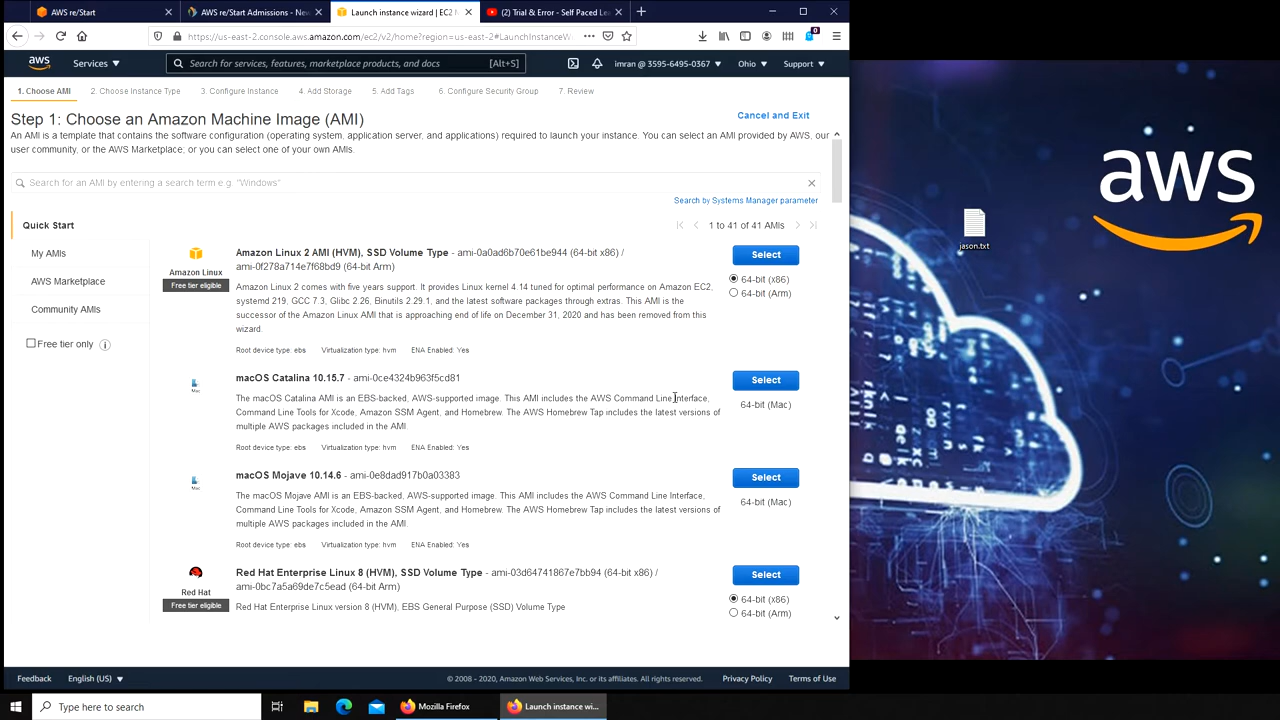 AWS re/Start
AWS re/Start Admissions - New
Launch instance wizard | EC2 M
(2) Trial & Error - Self Paced Lea
https://us-east-2.console.aws.amazon.com/ec2/v2/home?region=us-east-2#LaunchInstanceWi
aws
Services
Search for services, features, marketplace products, and docs
[Alt+S]
imran @ 3595-6495-0367
Ohio
Support
1. Choose AMI
2. Choose Instance Type
3. Configure Instance
4. Add Storage
5. Add Tags
6. Configure Security Group
7. Review
Step 1: Choose an Amazon Machine Image (AMI)
Cancel and Exit
An AMI is a template that contains the software configuration (operating system, application server, and applications) required to launch your instance. You can select an AMI provided by AWS, our
user community, or the AWS Marketplace; or you can select one of your own AMIs.
Search for an AMI by entering a search term e.g. "Windows"
Search by Systems Manager parameter
Quick Start
1 to 41 of 41 AMIs
My AMIs
AWS Marketplace
Community AMIs
Free tier only
Amazon Linux
Free tier eligible
Amazon Linux 2 AMI (HVM), SSD Volume Type - ami-0a0ad6b70e61be944 (64-bit x86) /
ami-0f278a714e7f68bd9 (64-bit Arm)
Amazon Linux 2 comes with five years support. It provides Linux kernel 4.14 tuned for optimal performance on Amazon EC2,
systemd 219, GCC 7.3, Glibc 2.26, Binutils 2.29.1, and the latest software packages through extras. This AMI is the
successor of the Amazon Linux AMI that is approaching end of life on December 31, 2020 and has been removed from this
wizard.
Root device type: ebs
Virtualization type: hvm
ENA Enabled: Yes
Select
64-bit (x86)
64-bit (Arm)
Mac
macOS Catalina 10.15.7 - ami-0ce4324b963f5cd81
The macOS Catalina AMI is an EBS-backed, AWS-supported image. This AMI includes the AWS Command Line Interface,
Command Line Tools for Xcode, Amazon SSM Agent, and Homebrew. The AWS Homebrew Tap includes the latest versions of
multiple AWS packages included in the AMI.
Root device type: ebs
Virtualization type: hvm
ENA Enabled: Yes
Select
64-bit (Mac)
Mac
macOS Mojave 10.14.6 - ami-0e8dad917b0a03383
The macOS Mojave AMI is an EBS-backed, AWS-supported image. This AMI includes the AWS Command Line Interface,
Command Line Tools for Xcode, Amazon SSM Agent, and Homebrew. The AWS Homebrew Tap includes the latest versions of
multiple AWS packages included in the AMI.
Root device type: ebs
Virtualization type: hvm
ENA Enabled: Yes
Select
64-bit (Mac)
Red Hat
Free tier eligible
Red Hat Enterprise Linux 8 (HVM), SSD Volume Type - ami-03d64741867e7bb94 (64-bit x86) /
ami-0bc7a5a69de7c5ead (64-bit Arm)
Red Hat Enterprise Linux version 8 (HVM), EBS General Purpose (SSD) Volume Type
Select
64-bit (x86)
64-bit (Arm)
Feedback
English (US)
© 2008 - 2020, Amazon Web Services, Inc. or its affiliates. All rights reserved.
Privacy Policy
Terms of Use
Type here to search
Mozilla Firefox
Launch instance wi...
aws
jason.txt